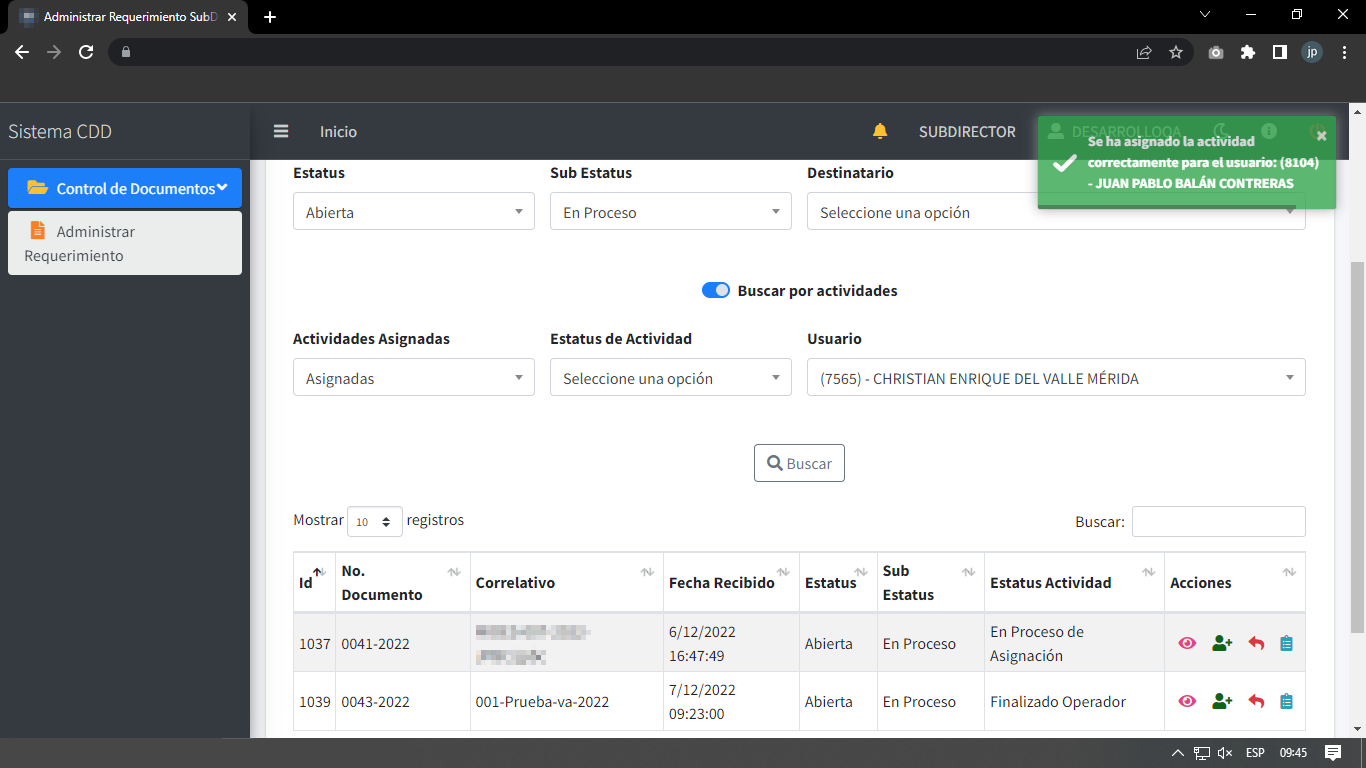 Administrar Requerimiento SubD
jp
Sistema CDD
Inicio
SUBDIRECTOR
DESARROLLOQA
Se ha asignado la actividad
correctamente para el usuario: (8104)
- JUAN PABLO BALÁN CONTRERAS
Control de Documentos
Administrar
Requerimiento
Estatus
Sub Estatus
Destinatario
Abierta
En Proceso
Seleccione una opción
Buscar por actividades
Actividades Asignadas
Estatus de Actividad
Usuario
Asignadas
Seleccione una opción
(7565) - CHRISTIAN ENRIQUE DEL VALLE MÉRIDA
Buscar
Mostrar 10 registros
Buscar:
Id
No.
Documento
Correlativo
Fecha Recibido
Estatus
Sub
Estatus
Estatus Actividad
Acciones
1037
0041-2022
6/12/2022
16:47:49
Abierta
En Proceso
En Proceso de
Asignación
1039
0043-2022
001-Prueba-va-2022
7/12/2022
09:23:00
Abierta
En Proceso
Finalizado Operador
ESP
09:45